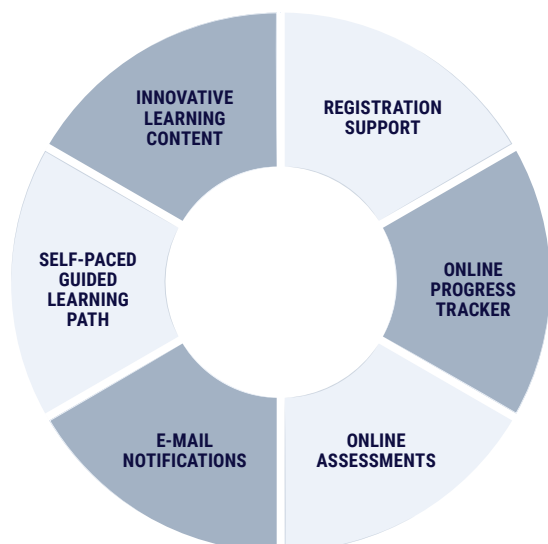 INNOVATIVE
LEARNING
CONTENT
REGISTRATION
SUPPORT
SELF-PACED
GUIDED
LEARNING
PATH
ONLINE
PROGRESS
TRACKER
E-MAIL
NOTIFICATIONS
ONLINE
ASSESSMENTS